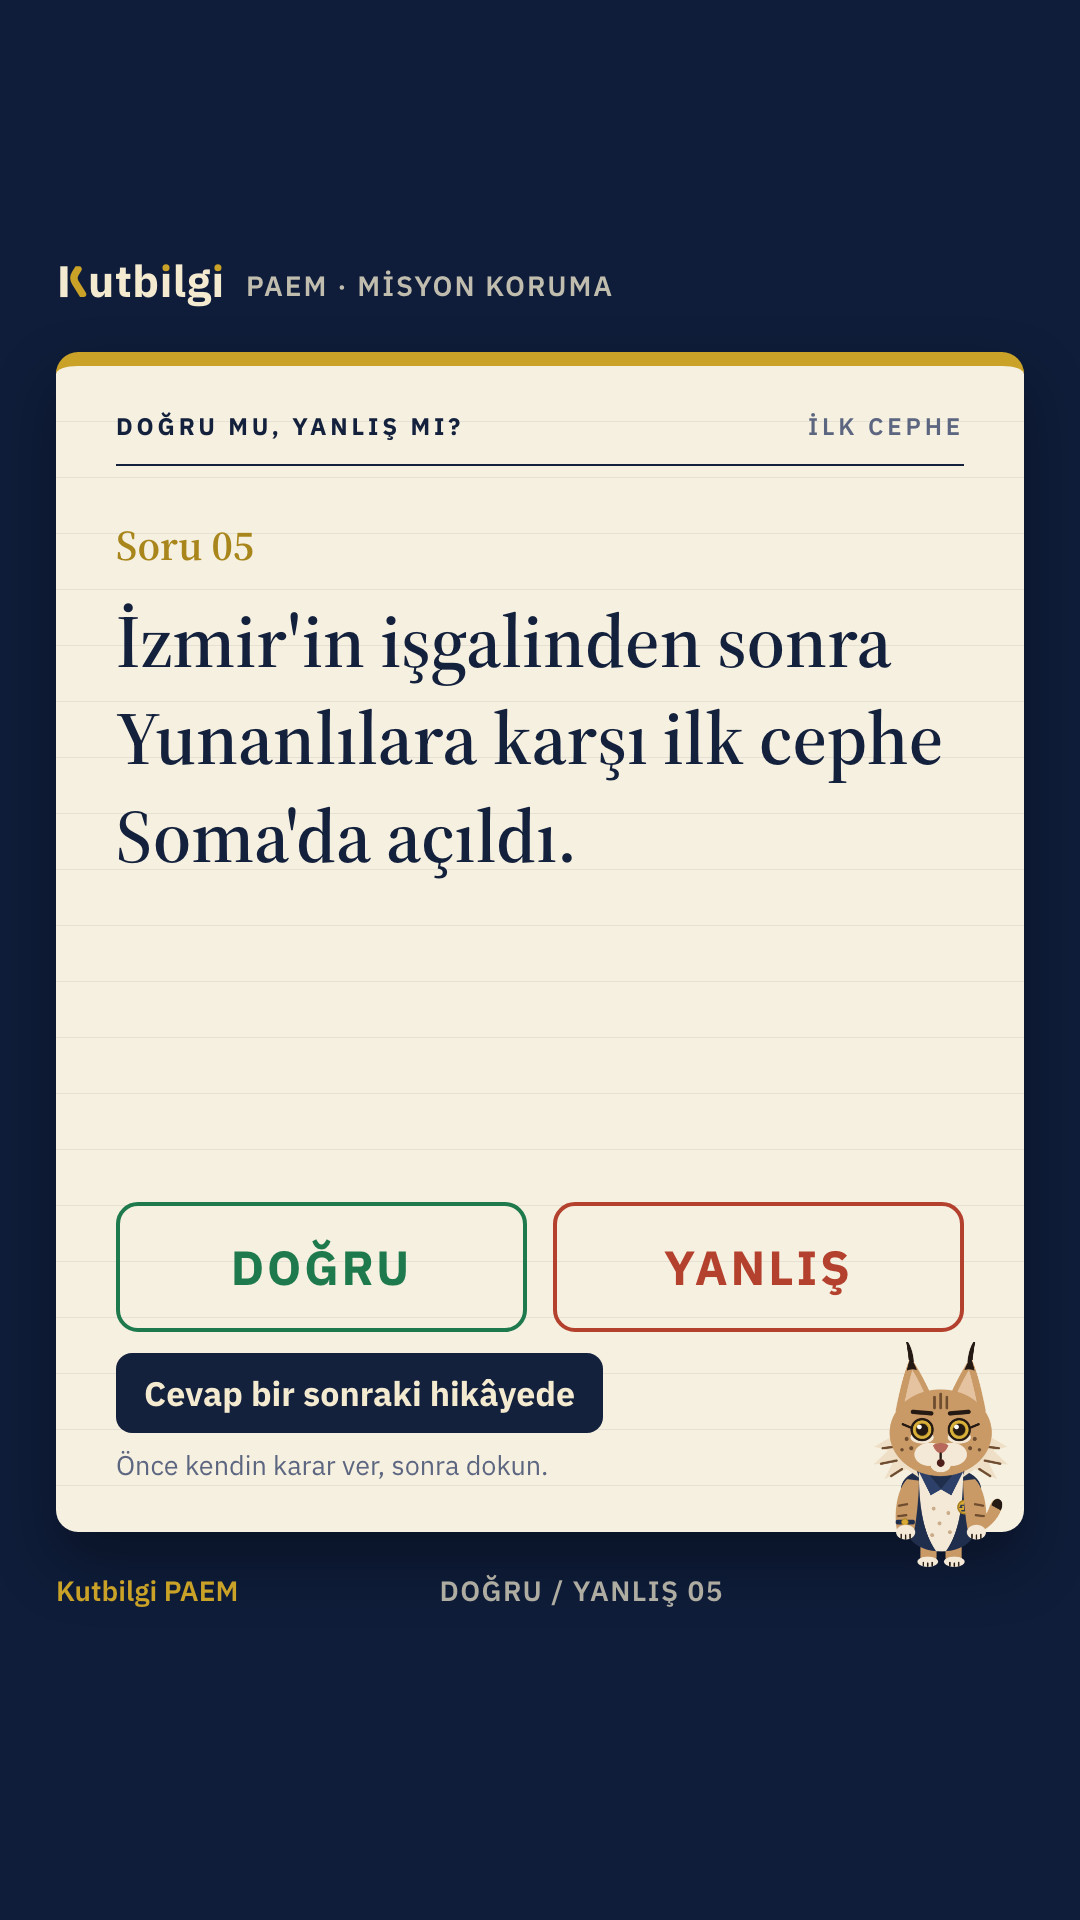 Kutbilgi PAEM · MİSYON KORUMA
DOĞRU MU, YANLIŞ MI? İLK CEPHE
Soru 05
İzmir'in işgalinden sonra
Yunanlılara karşı ilk cephe
Soma'da açıldı.
DOĞRU YANLIŞ
Cevap bir sonraki hikâyede
Önce kendin karar ver, sonra dokun.
Kutbilgi PAEM DOĞRU / YANLIŞ 05